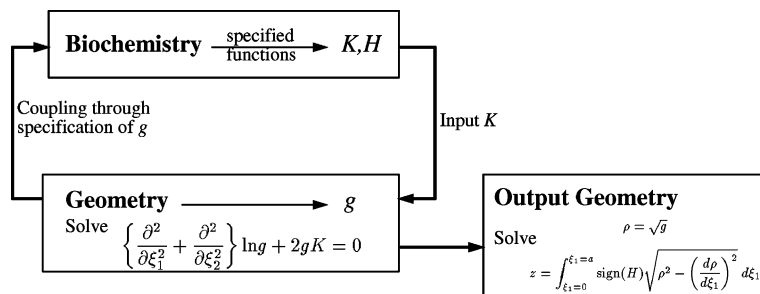 Biochemistry specified functions K,H
Coupling through
specification of g
Input K
Geometry g
Solve
{∂²/∂ξ₁² + ∂²/∂ξ₂²} ln g + 2gK = 0
Output Geometry
ρ = √g
Solve
z = ∫_{ξ₁=0}^{ξ₁=a} sign(H) √(ρ² − (dρ/dξ₁)²) dξ₁